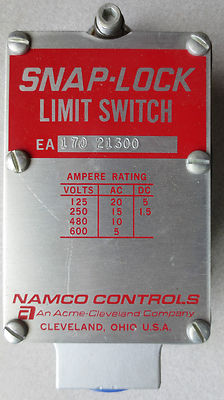 SNAP-LOCK
LIMIT SWITCH
EA 170 21300
AMPERE RATING
VOLTS AC DC
125 20 5
250 15 1.5
480 10
600 5
NAMCO CONTROLS
An Acme-Cleveland Company
CLEVELAND, OHIO U.S.A.